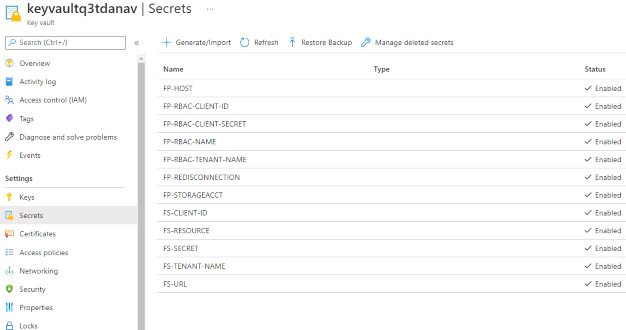 keyvaultq3tdanav | Secrets ...
Key vault
Search (Ctrl+/) «
Generate/Import Refresh Restore Backup Manage deleted secrets
Overview
Activity log
Access control (IAM)
Tags
Diagnose and solve problems
Events
Settings
Keys
Secrets
Certificates
Access policies
Networking
Security
Properties
Locks
Name Type Status
FP-HOST Enabled
FP-RBAC-CLIENT-ID Enabled
FP-RBAC-CLIENT-SECRET Enabled
FP-RBAC-NAME Enabled
FP-RBAC-TENANT-NAME Enabled
FP-REDISCONNECTION Enabled
FP-STORAGEACCT Enabled
FS-CLIENT-ID Enabled
FS-RESOURCE Enabled
FS-SECRET Enabled
FS-TENANT-NAME Enabled
FS-URL Enabled